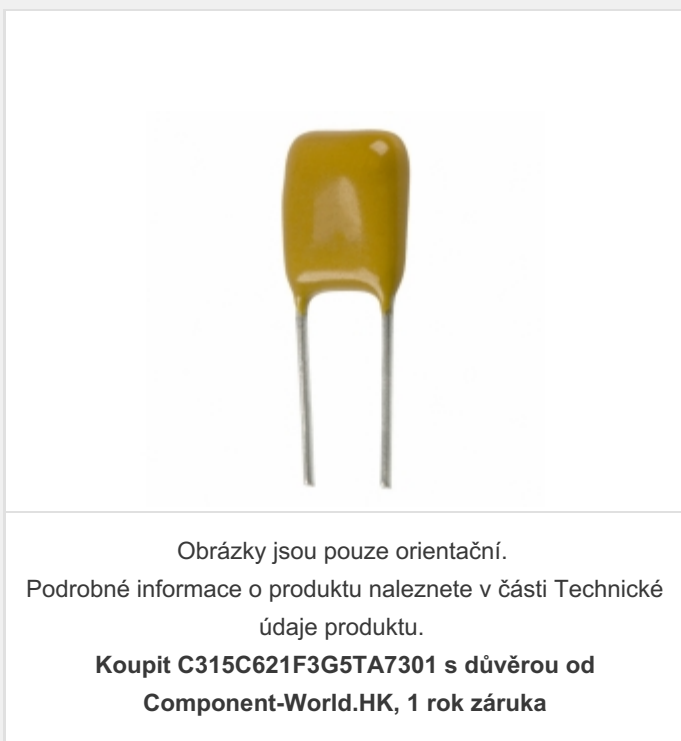 Obrázky jsou pouze orientační.
Podrobné informace o produktu naleznete v části Technické
údaje produktu.
Koupit C315C621F3G5TA7301 s důvěrou od
Component-World.HK, 1 rok záruka